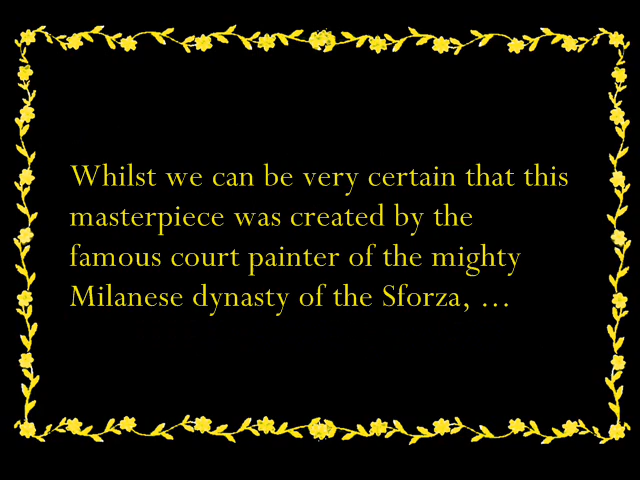 Whilst we can be very certain that this
masterpiece was created by the
famous court painter of the mighty
Milanese dynasty of the Sforza, ...